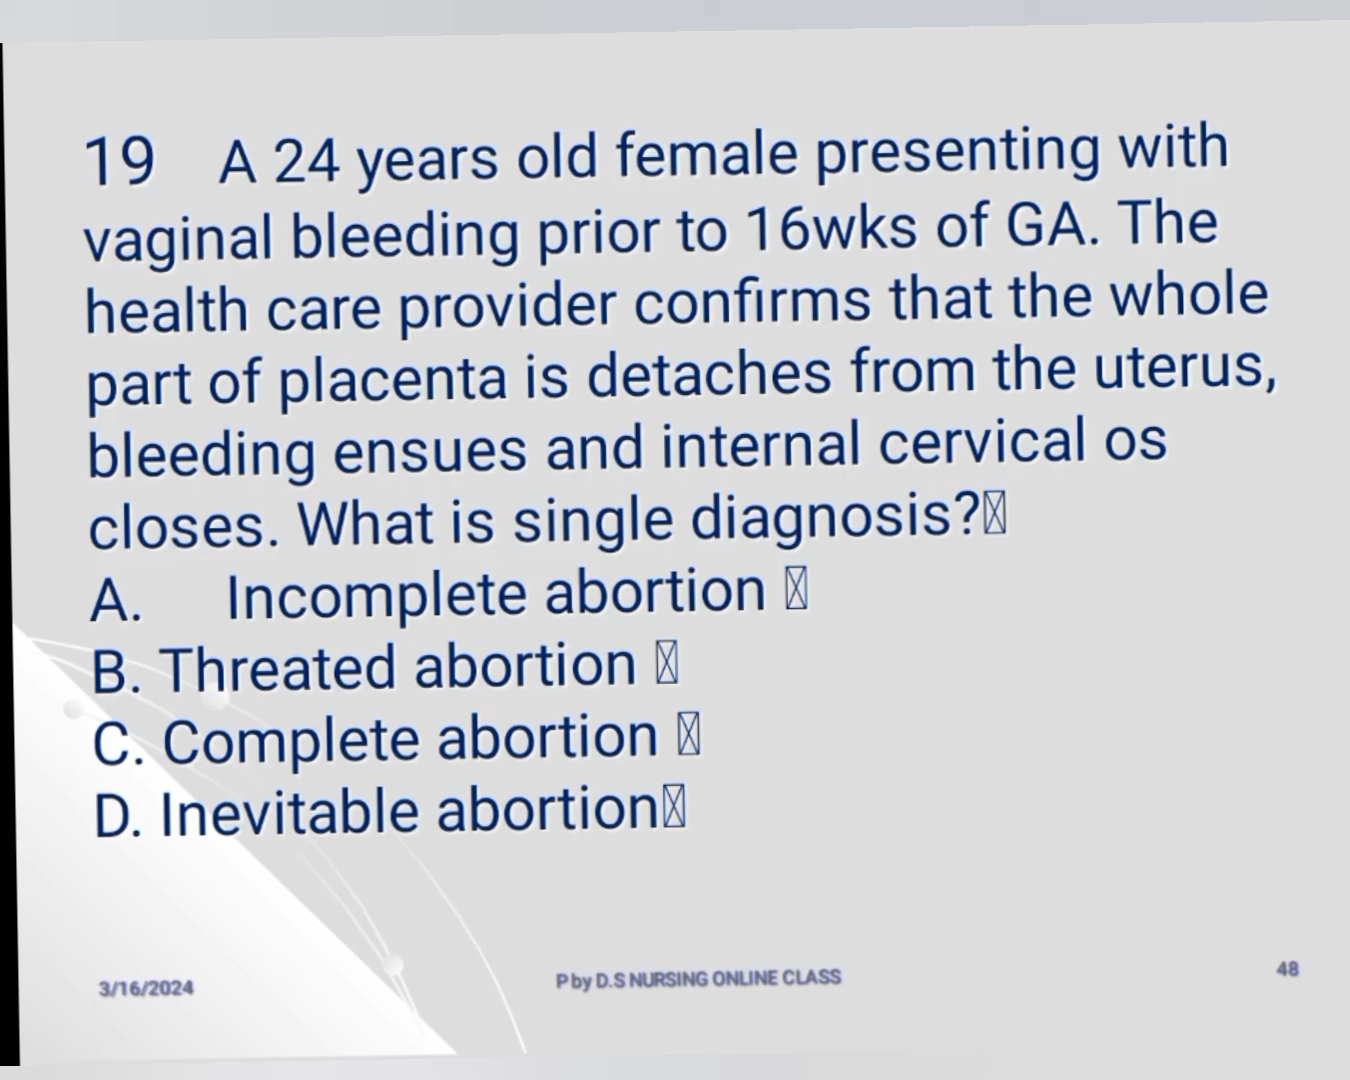 19 A 24 years old female presenting with
vaginal bleeding prior to 16wks of GA. The
health care provider confirms that the whole
part of placenta is detaches from the uterus,
bleeding ensues and internal cervical os
closes. What is single diagnosis?
A. Incomplete abortion
B. Threated abortion
C. Complete abortion
D. Inevitable abortion
3/16/2024 P by D.S NURSING ONLINE CLASS 48